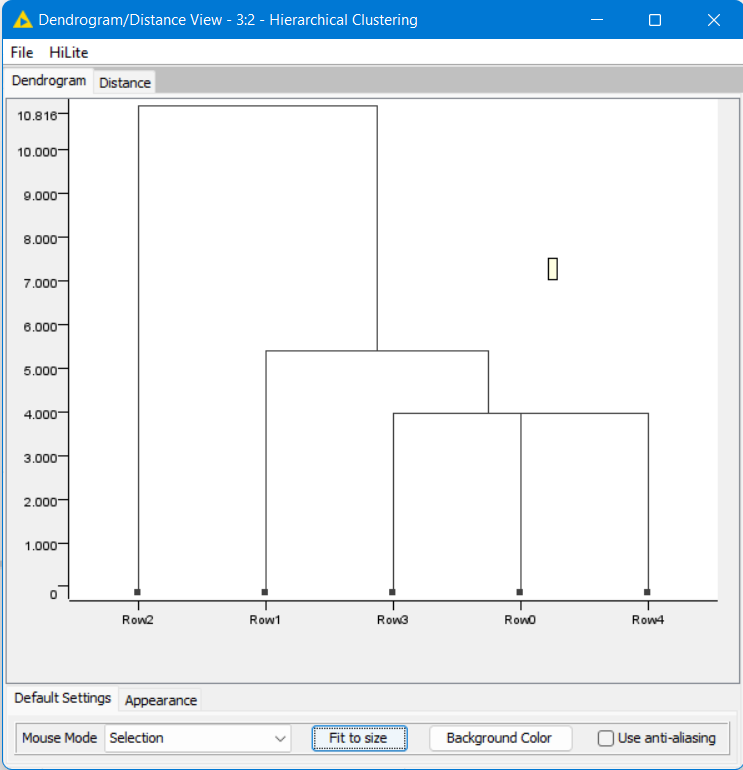 Dendrogram/Distance View - 3:2 - Hierarchical Clustering
File HiLite
Dendrogram Distance
10.816
10.000
9.000
8.000
7.000
6.000
5.000
4.000
3.000
2.000
1.000
0
Row2 Row1 Row3 Row0 Row4
Default Settings Appearance
Mouse Mode Selection Fit to size Background Color Use anti-aliasing